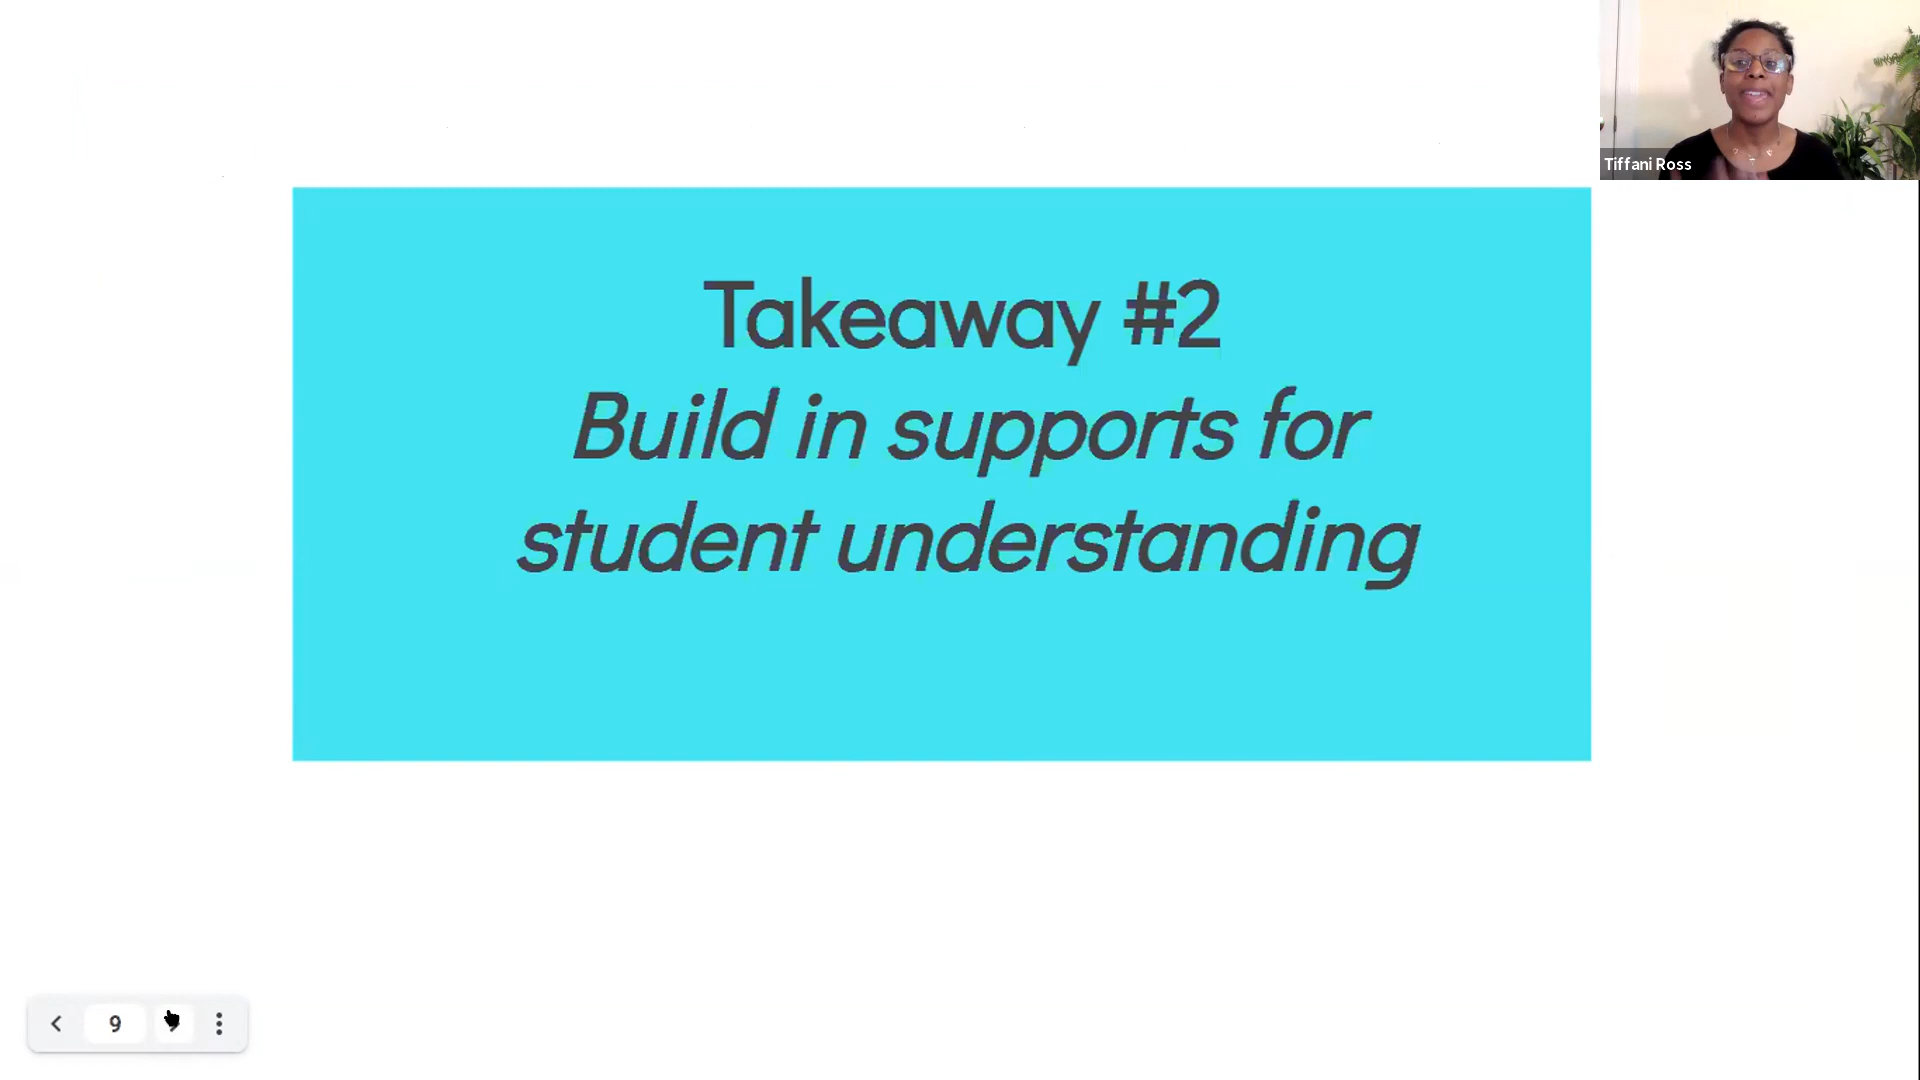 Tiffani Ross
Takeaway #2
Build in supports for
student understanding
9